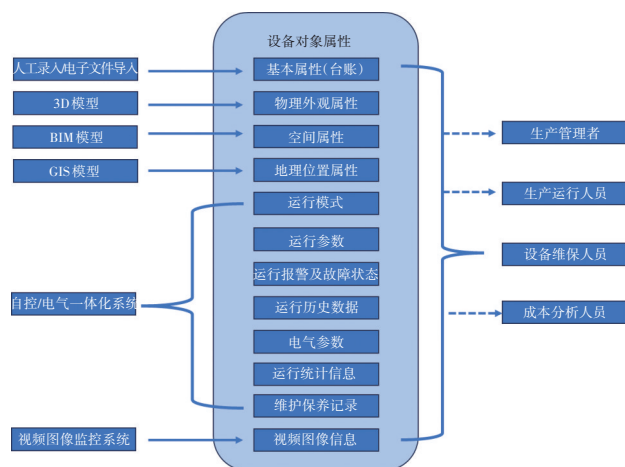 设备对象属性
人工录入/电子文件导入
基本属性(台账)
3D模型
物理外观属性
BIM模型
空间属性
生产管理者
GIS模型
地理位置属性
运行模式
生产运行人员
运行参数
设备维保人员
运行报警及故障状态
自控/电气一体化系统
运行历史数据
成本分析人员
电气参数
运行统计信息
维护保养记录
视频图像监控系统
视频图像信息